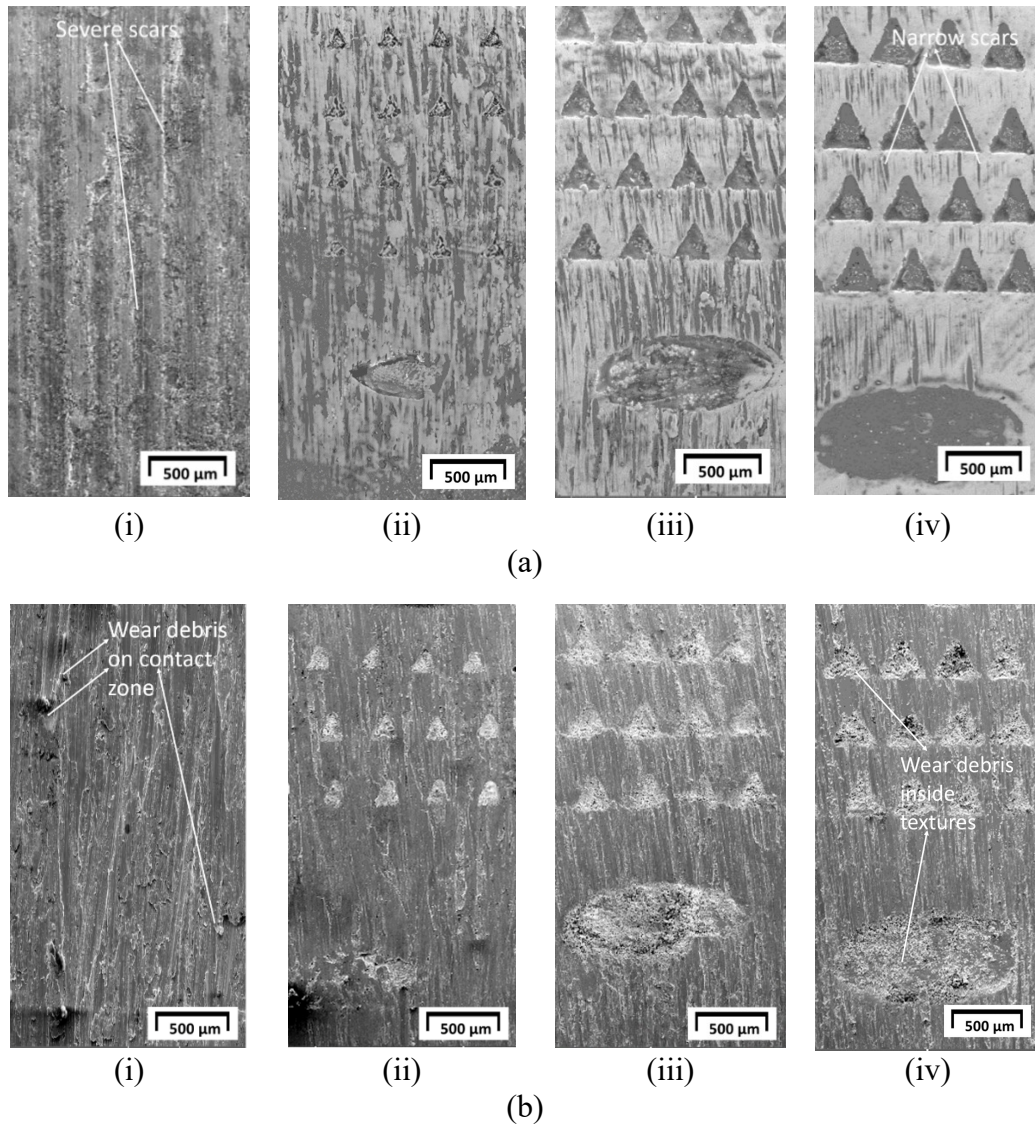 Severe scars
Narrow scars
500 µm
500 µm
500 µm
500 µm
(i)
(ii)
(iii)
(iv)
(a)
Wear debris
on contact
zone
Wear debris
inside
textures
500 µm
500 µm
500 µm
500 µm
(i)
(ii)
(iii)
(iv)
(b)